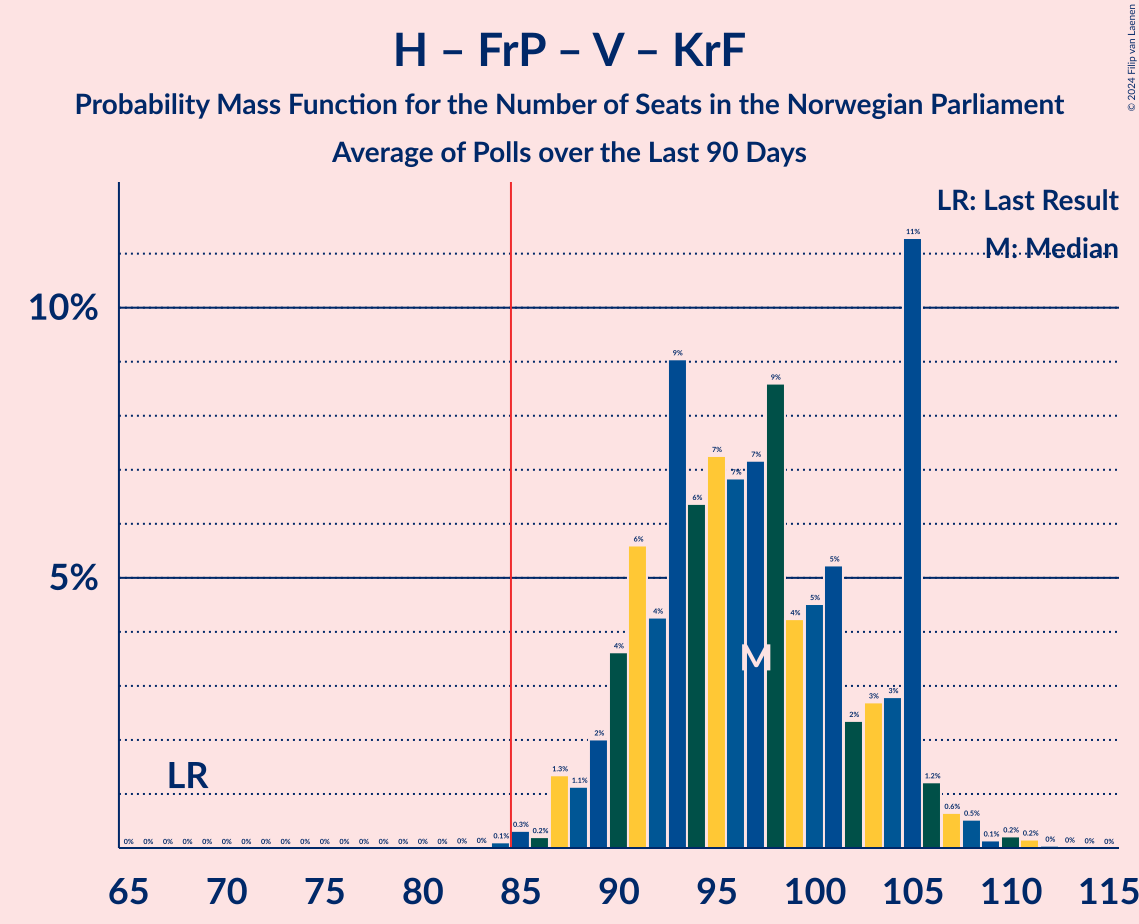 H – FrP – V – KrF
Probability Mass Function for the Number of Seats in the Norwegian Parliament
Average of Polls over the Last 90 Days
© 2024 Filip van Laenen
LR: Last Result
M: Median
10%
5%
LR
M
0% 0% 0% 0% 0% 0% 0% 0% 0% 0% 0% 0% 0% 0% 0% 0% 0% 0% 0% 0.1% 0.3% 0.2% 1.3% 1.1% 2% 4% 6% 4% 9% 6% 7% 7% 7% 9% 4% 5% 5% 2% 3% 3% 11% 1.2% 0.6% 0.5% 0.1% 0.2% 0.2% 0% 0% 0% 0%
65 70 75 80 85 90 95 100 105 110 115